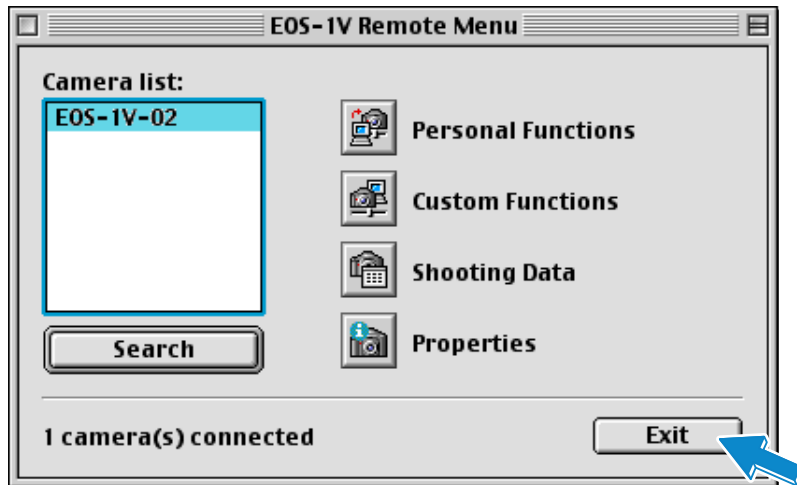 EOS-1V Remote Menu
Camera list:
EOS-1V-02
Personal Functions
Custom Functions
Shooting Data
Properties
Search
1 camera(s) connected
Exit